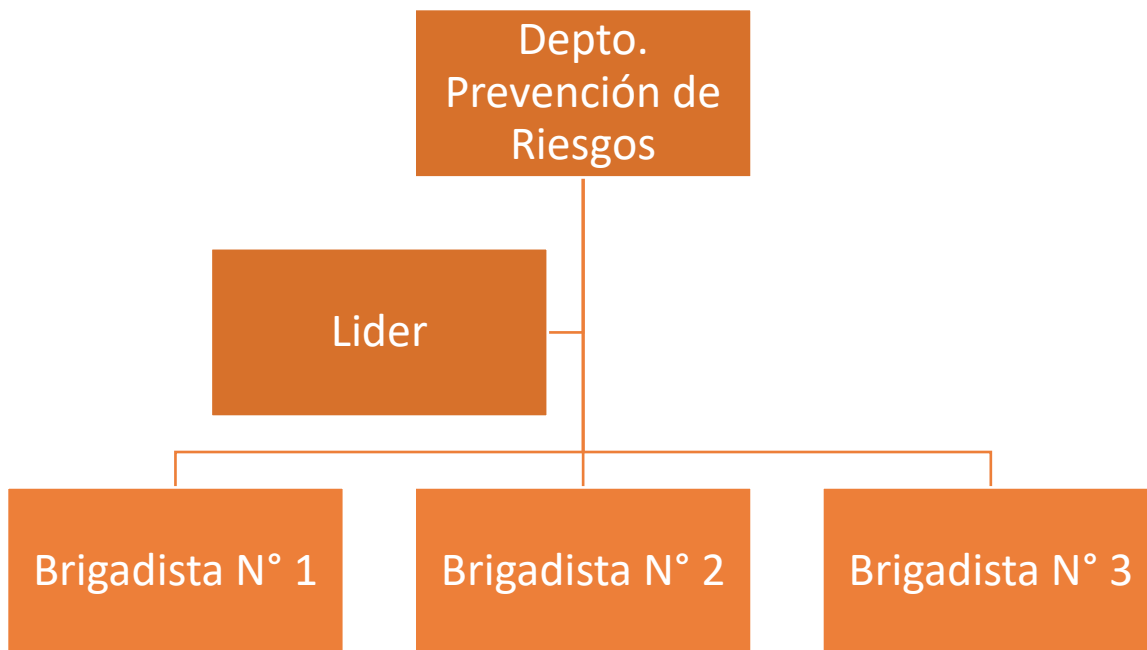 Depto.
Prevención de
Riesgos
Lider
Brigadista N° 1
Brigadista N° 2
Brigadista N° 3